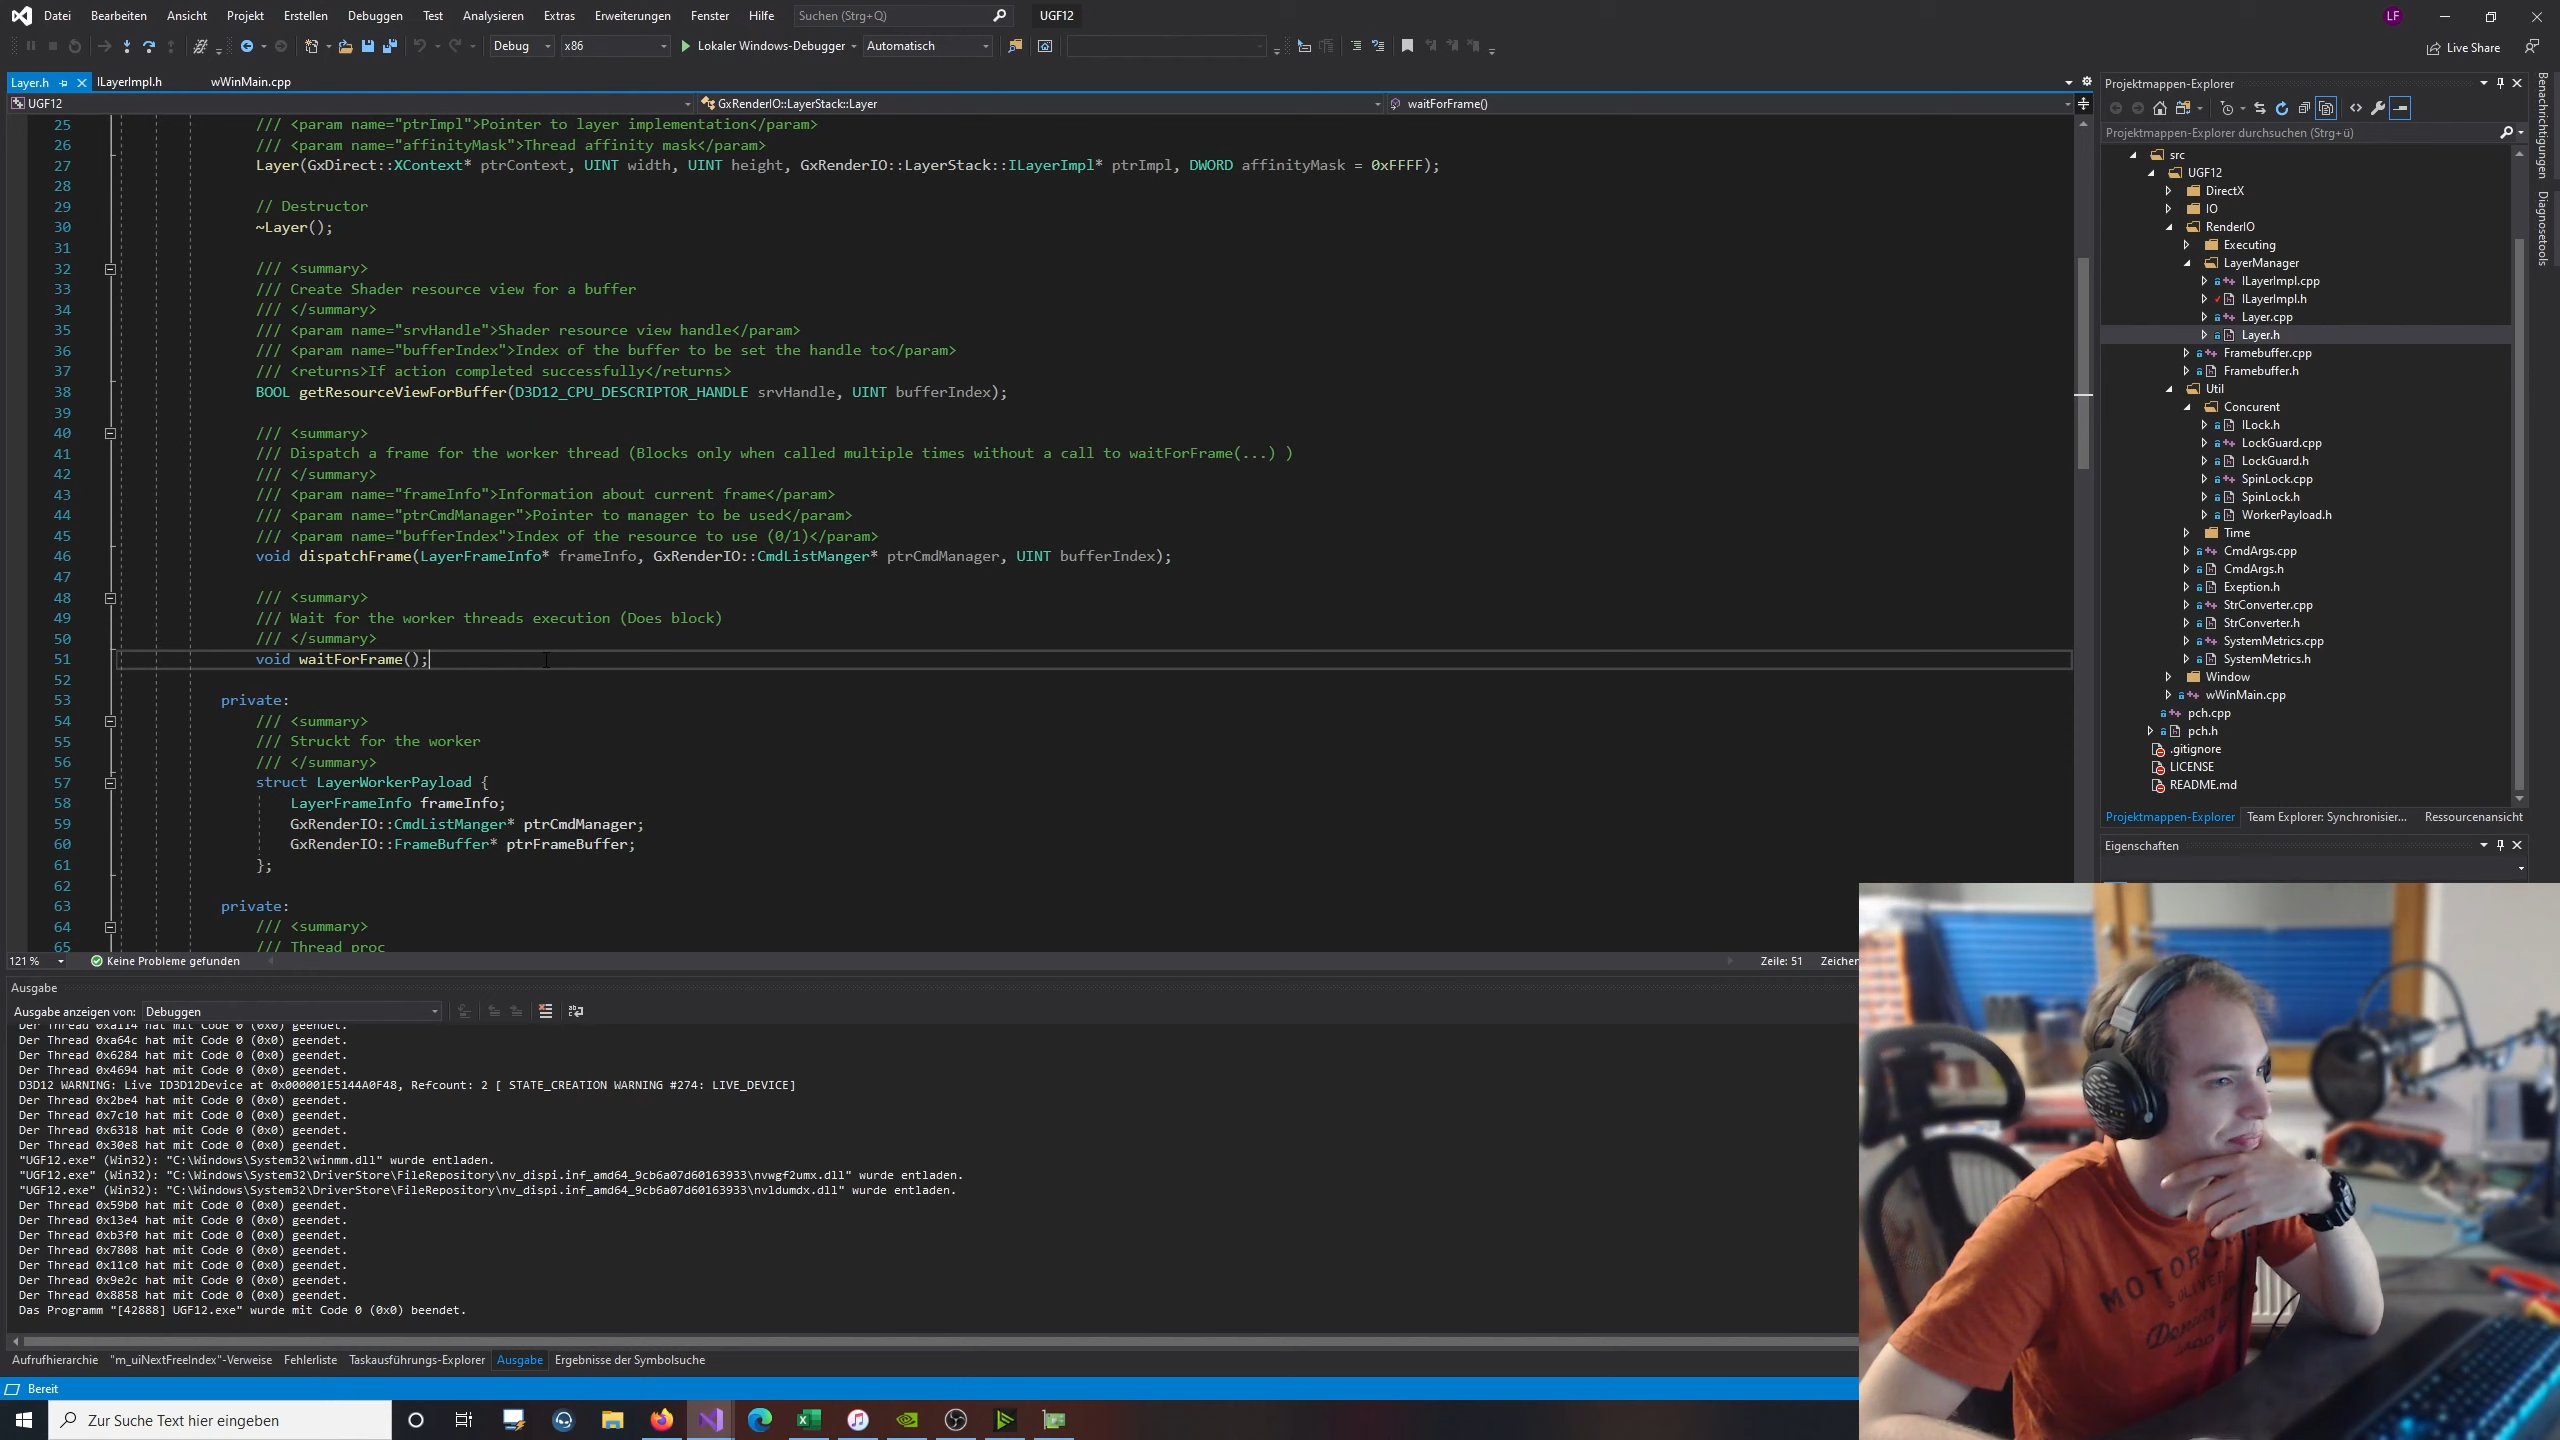 Datei Bearbeiten Ansicht Projekt Erstellen Debuggen Test Analysieren Extras Erweiterungen Fenster Hilfe Suchen (Strg+Q) UGF12 LF
Debug x86 Lokaler Windows-Debugger Automatisch Live Share
Layer.h ILayerImpl.h wWinMain.cpp
UGF12 GxRenderIO::LayerStack::Layer waitForFrame()
25 /// <param name="ptrImpl">Pointer to layer implementation</param>
26 /// <param name="affinityMask">Thread affinity mask</param>
27 Layer(GxDirect::XContext* ptrContext, UINT width, UINT height, GxRenderIO::LayerStack::ILayerImpl* ptrImpl, DWORD affinityMask = 0xFFFF);
28
29 // Destructor
30 ~Layer();
31
32 /// <summary>
33 /// Create Shader resource view for a buffer
34 /// </summary>
35 /// <param name="srvHandle">Shader resource view handle</param>
36 /// <param name="bufferIndex">Index of the buffer to be set the handle to</param>
37 /// <returns>If action completed successfully</returns>
38 BOOL getResourceViewForBuffer(D3D12_CPU_DESCRIPTOR_HANDLE srvHandle, UINT bufferIndex);
39
40 /// <summary>
41 /// Dispatch a frame for the worker thread (Blocks only when called multiple times without a call to waitForFrame(...) )
42 /// </summary>
43 /// <param name="frameInfo">Information about current frame</param>
44 /// <param name="ptrCmdManager">Pointer to manager to be used</param>
45 /// <param name="bufferIndex">Index of the resource to use (0/1)</param>
46 void dispatchFrame(LayerFrameInfo* frameInfo, GxRenderIO::CmdListManger* ptrCmdManager, UINT bufferIndex);
47
48 /// <summary>
49 /// Wait for the worker threads execution (Does block)
50 /// </summary>
51 void waitForFrame();
52
53 private:
54 /// <summary>
55 /// Struckt for the worker
56 /// </summary>
57 struct LayerWorkerPayload {
58 LayerFrameInfo frameInfo;
59 GxRenderIO::CmdListManger* ptrCmdManager;
60 GxRenderIO::FrameBuffer* ptrFrameBuffer;
61 };
62
63 private:
64 /// <summary>
65 /// Thread proc
121 % Keine Probleme gefunden Zeile: 51 Zeichen
Ausgabe
Ausgabe anzeigen von: Debuggen
Der Thread 0xa114 hat mit Code 0 (0x0) geendet.
Der Thread 0xa64c hat mit Code 0 (0x0) geendet.
Der Thread 0x6284 hat mit Code 0 (0x0) geendet.
Der Thread 0x4694 hat mit Code 0 (0x0) geendet.
D3D12 WARNING: Live ID3D12Device at 0x000001E5144A0F48, Refcount: 2 [ STATE_CREATION WARNING #274: LIVE_DEVICE]
Der Thread 0x2be4 hat mit Code 0 (0x0) geendet.
Der Thread 0x7c10 hat mit Code 0 (0x0) geendet.
Der Thread 0x6318 hat mit Code 0 (0x0) geendet.
Der Thread 0x30e8 hat mit Code 0 (0x0) geendet.
"UGF12.exe" (Win32): "C:\Windows\System32\winmm.dll" wurde entladen.
"UGF12.exe" (Win32): "C:\Windows\System32\DriverStore\FileRepository\nv_dispi.inf_amd64_9cb6a07d60163933\nvwgf2umx.dll" wurde entladen.
"UGF12.exe" (Win32): "C:\Windows\System32\DriverStore\FileRepository\nv_dispi.inf_amd64_9cb6a07d60163933\nvldumdx.dll" wurde entladen.
Der Thread 0x59b0 hat mit Code 0 (0x0) geendet.
Der Thread 0x13e4 hat mit Code 0 (0x0) geendet.
Der Thread 0xb3f0 hat mit Code 0 (0x0) geendet.
Der Thread 0x7808 hat mit Code 0 (0x0) geendet.
Der Thread 0x11c0 hat mit Code 0 (0x0) geendet.
Der Thread 0x9e2c hat mit Code 0 (0x0) geendet.
Der Thread 0x8858 hat mit Code 0 (0x0) geendet.
Das Programm "[42888] UGF12.exe" wurde mit Code 0 (0x0) beendet.
Aufrufhierarchie "m_uiNextFreeIndex"-Verweise Fehlerliste Taskausführungs-Explorer Ausgabe Ergebnisse der Symbolsuche
Bereit
Zur Suche Text hier eingeben
Projektmappen-Explorer
Projektmappen-Explorer durchsuchen (Strg+ü)
src
UGF12
DirectX
IO
RenderIO
Executing
LayerManager
ILayerImpl.cpp
ILayerImpl.h
Layer.cpp
Layer.h
Framebuffer.cpp
Framebuffer.h
Util
Concurent
ILock.h
LockGuard.cpp
LockGuard.h
SpinLock.cpp
SpinLock.h
WorkerPayload.h
Time
CmdArgs.cpp
CmdArgs.h
Exeption.h
StrConverter.cpp
StrConverter.h
SystemMetrics.cpp
SystemMetrics.h
Window
wWinMain.cpp
pch.cpp
pch.h
.gitignore
LICENSE
README.md
Projektmappen-Explorer Team Explorer: Synchronisier... Ressourcenansicht
Eigenschaften
Benachrichtigungen
Diagnosetools